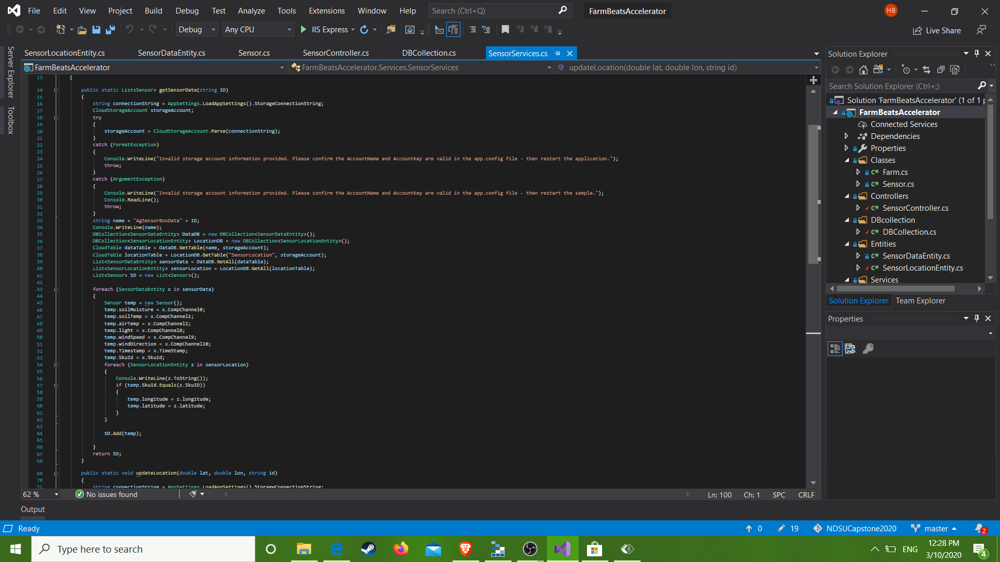 File Edit View Project Build Debug Test Analyze Tools Extensions Window Help Search (Ctrl+Q) FarmBeatsAccelerator HB
Debug Any CPU IIS Express Live Share
Server Explorer
Toolbox
SensorLocationEntity.cs SensorDataEntity.cs Sensor.cs SensorController.cs DBCollection.cs SensorServices.cs
FarmBeatsAccelerator FarmBeatsAccelerator.Services.SensorServices updateLocation(double lat, double lon, string id)
13 {
14 public static List<Sensor> getSensorData(string ID)
15 {
16 string connectionString = AppSettings.LoadAppSettings().StorageConnectionString;
17 CloudStorageAccount storageAccount;
18 try
19 {
20 storageAccount = CloudStorageAccount.Parse(connectionString);
21 }
22 catch (FormatException)
23 {
24 Console.WriteLine("Invalid storage account information provided. Please confirm the AccountName and AccountKey are valid in the app.config file - then restart the application.");
25 throw;
26 }
27 catch (ArgumentException)
28 {
29 Console.WriteLine("Invalid storage account information provided. Please confirm the AccountName and AccountKey are valid in the app.config file - then restart the sample.");
30 Console.ReadLine();
31 throw;
32 }
33 string name = "AgSensorBoxData" + ID;
34 Console.WriteLine(name);
35 DBCollection<SensorDataEntity> DataDB = new DBCollection<SensorDataEntity>();
36 DBCollection<SensorLocationEntity> LocationDB = new DBCollection<SensorLocationEntity>();
37 CloudTable dataTable = DataDB.GetTable(name, storageAccount);
38 CloudTable locationTable = LocationDB.GetTable("SensorLocation", storageAccount);
39 List<SensorDataEntity> sensorData = DataDB.GetAll(dataTable);
40 List<SensorLocationEntity> sensorLocation = LocationDB.GetAll(locationTable);
41 List<Sensor> SD = new List<Sensor>();
42
43 foreach (SensorDataEntity x in sensorData)
44 {
45 Sensor temp = new Sensor();
46 temp.soilMoisture = x.CompChannel0;
47 temp.soilTemp = x.CompChannel1;
48 temp.airTemp = x.CompChannel2;
49 temp.light = x.CompChannel8;
50 temp.windSpeed = x.CompChannel9;
51 temp.windDirection = x.CompChannel10;
52 temp.Timestamp = x.TimeStamp;
53 temp.SkuId = x.SkuId;
54 foreach (SensorLocationEntity z in sensorLocation)
55 {
56 Console.WriteLine(z.ToString());
57 if (temp.SkuId.Equals(z.SkuID))
58 {
59 temp.longitude = z.longitude;
60 temp.latitude = z.latitude;
61 }
62 }
63
64 SD.Add(temp);
65
66 }
67 return SD;
68 }
69 public static void updateLocation(double lat, double lon, string id)
70 {
71 string connectionString = AppSettings.LoadAppSettings().StorageConnectionString;
62 % No issues found Ln: 100 Ch: 1 SPC CRLF
Output
Solution Explorer
Search Solution Explorer (Ctrl+;)
Solution 'FarmBeatsAccelerator' (1 of 1 p
FarmBeatsAccelerator
Connected Services
Dependencies
Properties
Classes
C# Farm.cs
C# Sensor.cs
Controllers
C# SensorController.cs
DBcollection
C# DBCollection.cs
Entities
C# SensorDataEntity.cs
C# SensorLocationEntity.cs
Services
Solution Explorer Team Explorer
Properties
Ready 0 19 NDSUCapstone2020 master 2
Type here to search ENG 12:28 PM
3/10/2020 4